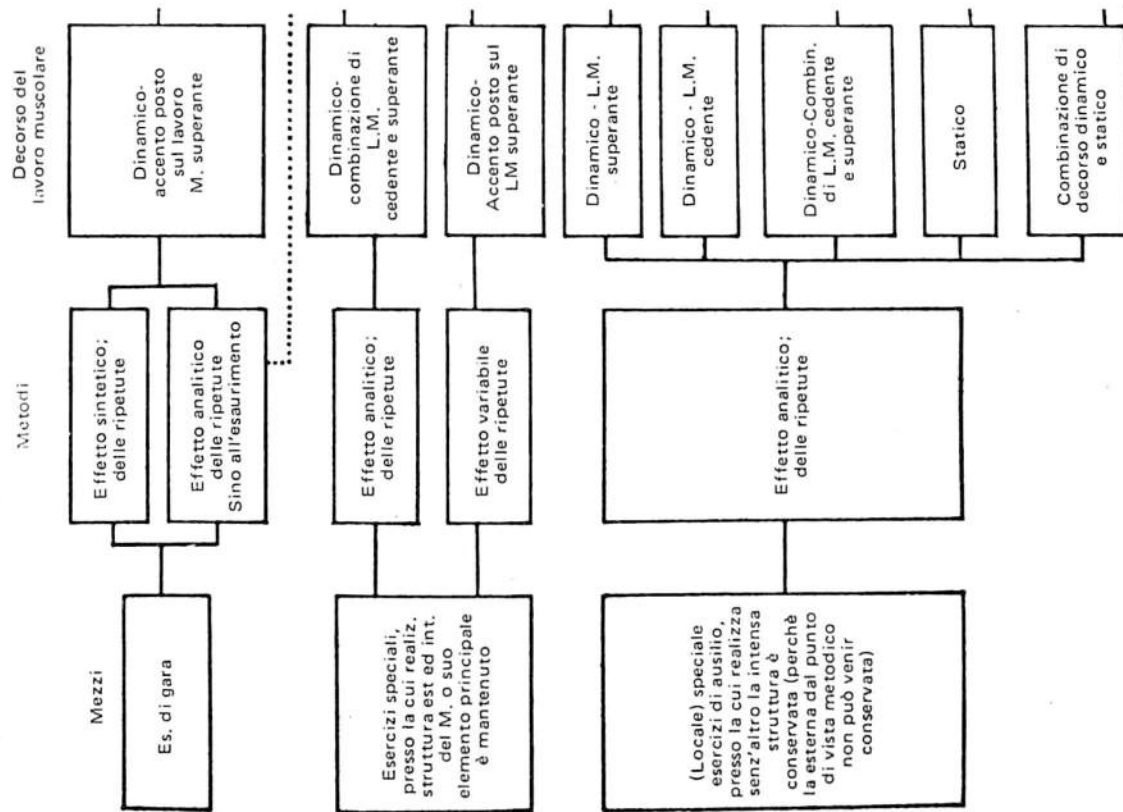 Mezzi
Metodi
Decorso del
lavoro muscolare
Es. di gara
Effetto sintetico;
delle ripetute
Effetto analitico
delle ripetute
Sino all'esaurimento
Dinamico-
accento posto
sul lavoro
M. superante
Esercizi speciali,
presso la cui realiz.
struttura est ed int.
del M. o suo
elemento principale
è mantenuto
Effetto analitico;
delle ripetute
Effetto variabile
delle ripetute
Dinamico-
combinazione di
L.M.
cedente e superante
Dinamico-
Accento posto sul
LM superante
(Locale) speciale
esercizi di ausilio,
presso la cui realizza
senz'altro la intensa
struttura è
conservata (perchè
la esterna dal punto
di vista metodico
non può venir
conservata)
Effetto analitico;
delle ripetute
Dinamico - L.M.
superante
Dinamico - L.M.
cedente
Dinamico-Combin.
di L.M. cedente
e superante
Statico
Combinazione di
decorso dinamico
e statico